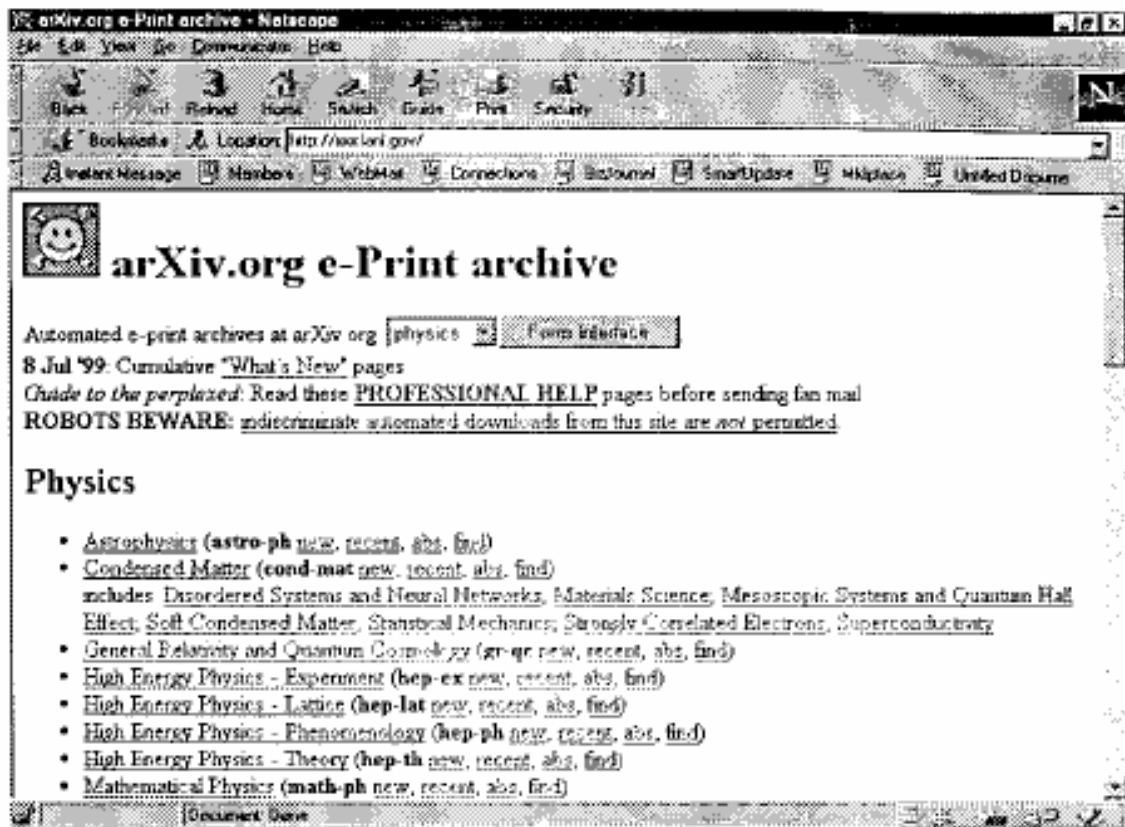 arXiv.org e-Print archive - Netscape
File Edit View Go Communicator Help
Back Forward Reload Home Search Guide Print Security
Bookmarks Location: http://xxx.lanl.gov/
Instant Message Members WebMail Connections BizJournal SmartUpdate Mktplace
arXiv.org e-Print archive
Automated e-print archives at arXiv org physics Form interface
8 Jul '99: Cumulative "What's New" pages
Guide to the perplexed: Read these PROFESSIONAL HELP pages before sending fan mail
ROBOTS BEWARE: indiscriminate automated downloads from this site are not permitted.
Physics
• Astrophysics (astro-ph new, recent, abs, find)
• Condensed Matter (cond-mat new, recent, abs, find)
includes: Disordered Systems and Neural Networks, Materials Science; Mesoscopic Systems and Quantum Hall
Effect; Soft Condensed Matter, Statistical Mechanics; Strongly Correlated Electrons, Superconductivity
• General Relativity and Quantum Cosmology (gr-qc new, recent, abs, find)
• High Energy Physics - Experiment (hep-ex new, recent, abs, find)
• High Energy Physics - Lattice (hep-lat new, recent, abs, find)
• High Energy Physics - Phenomenology (hep-ph new, recent, abs, find)
• High Energy Physics - Theory (hep-th new, recent, abs, find)
• Mathematical Physics (math-ph new, recent, abs, find)
Document: Done